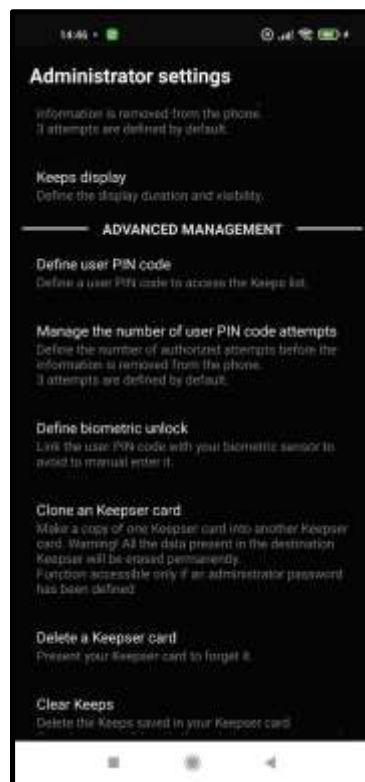 14:46
Administrator settings
information is removed from the phone.
3 attempts are defined by default.
Keeps display
Define the display duration and visibility.
ADVANCED MANAGEMENT
Define user PIN code
Define a user PIN code to access the Keeps list.
Manage the number of user PIN code attempts
Define the number of authorized attempts before the
information is removed from the phone.
3 attempts are defined by default.
Define biometric unlock
Link the user PIN code with your biometric sensor to
avoid to manual enter it.
Clone an Keepser card
Make a copy of one Keepser card into another Keepser
card. Warning! All the data present in the destination
Keepser will be erased permanently.
Function accessible only if an administrator password
has been defined
Delete a Keepser card
Present your Keepser card to forget it.
Clear Keeps
Delete the Keeps saved in your Keepser card